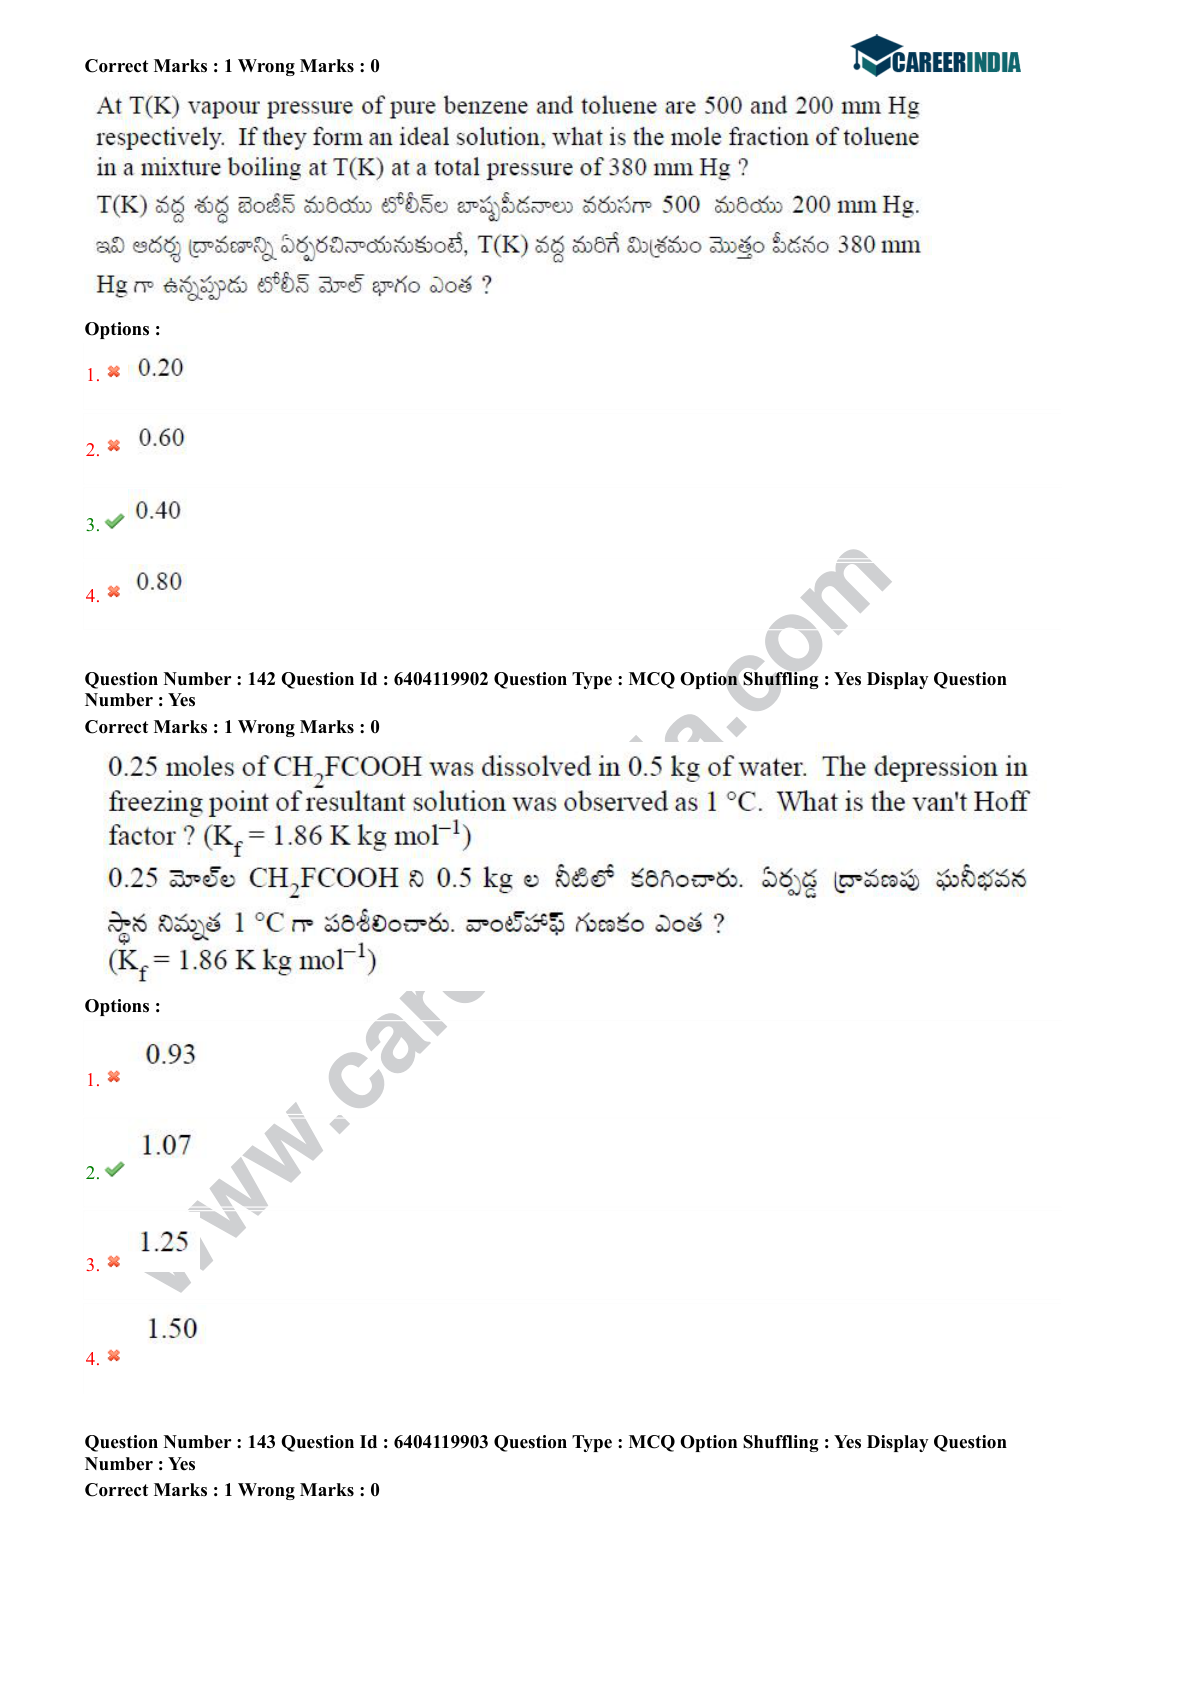 CAREERINDIA
Correct Marks : 1 Wrong Marks : 0
At T(K) vapour pressure of pure benzene and toluene are 500 and 200 mm Hg
respectively. If they form an ideal solution, what is the mole fraction of toluene
in a mixture boiling at T(K) at a total pressure of 380 mm Hg ?
T(K) వద్ద శుద్ధ బెంజీన్ మరియు టోలీన్‌ల బాష్పపీడనాలు వరుసగా 500 మరియు 200 mm Hg.
ఇవి ఆదర్శ ద్రావణాన్ని ఏర్పరచినాయనుకుంటే, T(K) వద్ద మరిగే మిశ్రమం మొత్తం పీడనం 380 mm
Hg గా ఉన్నప్పుడు టోలీన్ మోల్ భాగం ఎంత ?
Options :
1. 0.20
2. 0.60
3. 0.40
4. 0.80
Question Number : 142 Question Id : 6404119902 Question Type : MCQ Option Shuffling : Yes Display Question
Number : Yes
Correct Marks : 1 Wrong Marks : 0
0.25 moles of CH₂FCOOH was dissolved in 0.5 kg of water. The depression in
freezing point of resultant solution was observed as 1 °C. What is the van't Hoff
factor ? (K_f = 1.86 K kg mol⁻¹)
0.25 మోల్‌ల CH₂FCOOH ని 0.5 kg ల నీటిలో కరిగించారు. ఏర్పడ్డ ద్రావణపు ఘనీభవన
స్థాన నిమ్నత 1 °C గా పరిశీలించారు. వాంట్‌హాఫ్ గుణకం ఎంత ?
(K_f = 1.86 K kg mol⁻¹)
Options :
1. 0.93
2. 1.07
3. 1.25
4. 1.50
Question Number : 143 Question Id : 6404119903 Question Type : MCQ Option Shuffling : Yes Display Question
Number : Yes
Correct Marks : 1 Wrong Marks : 0